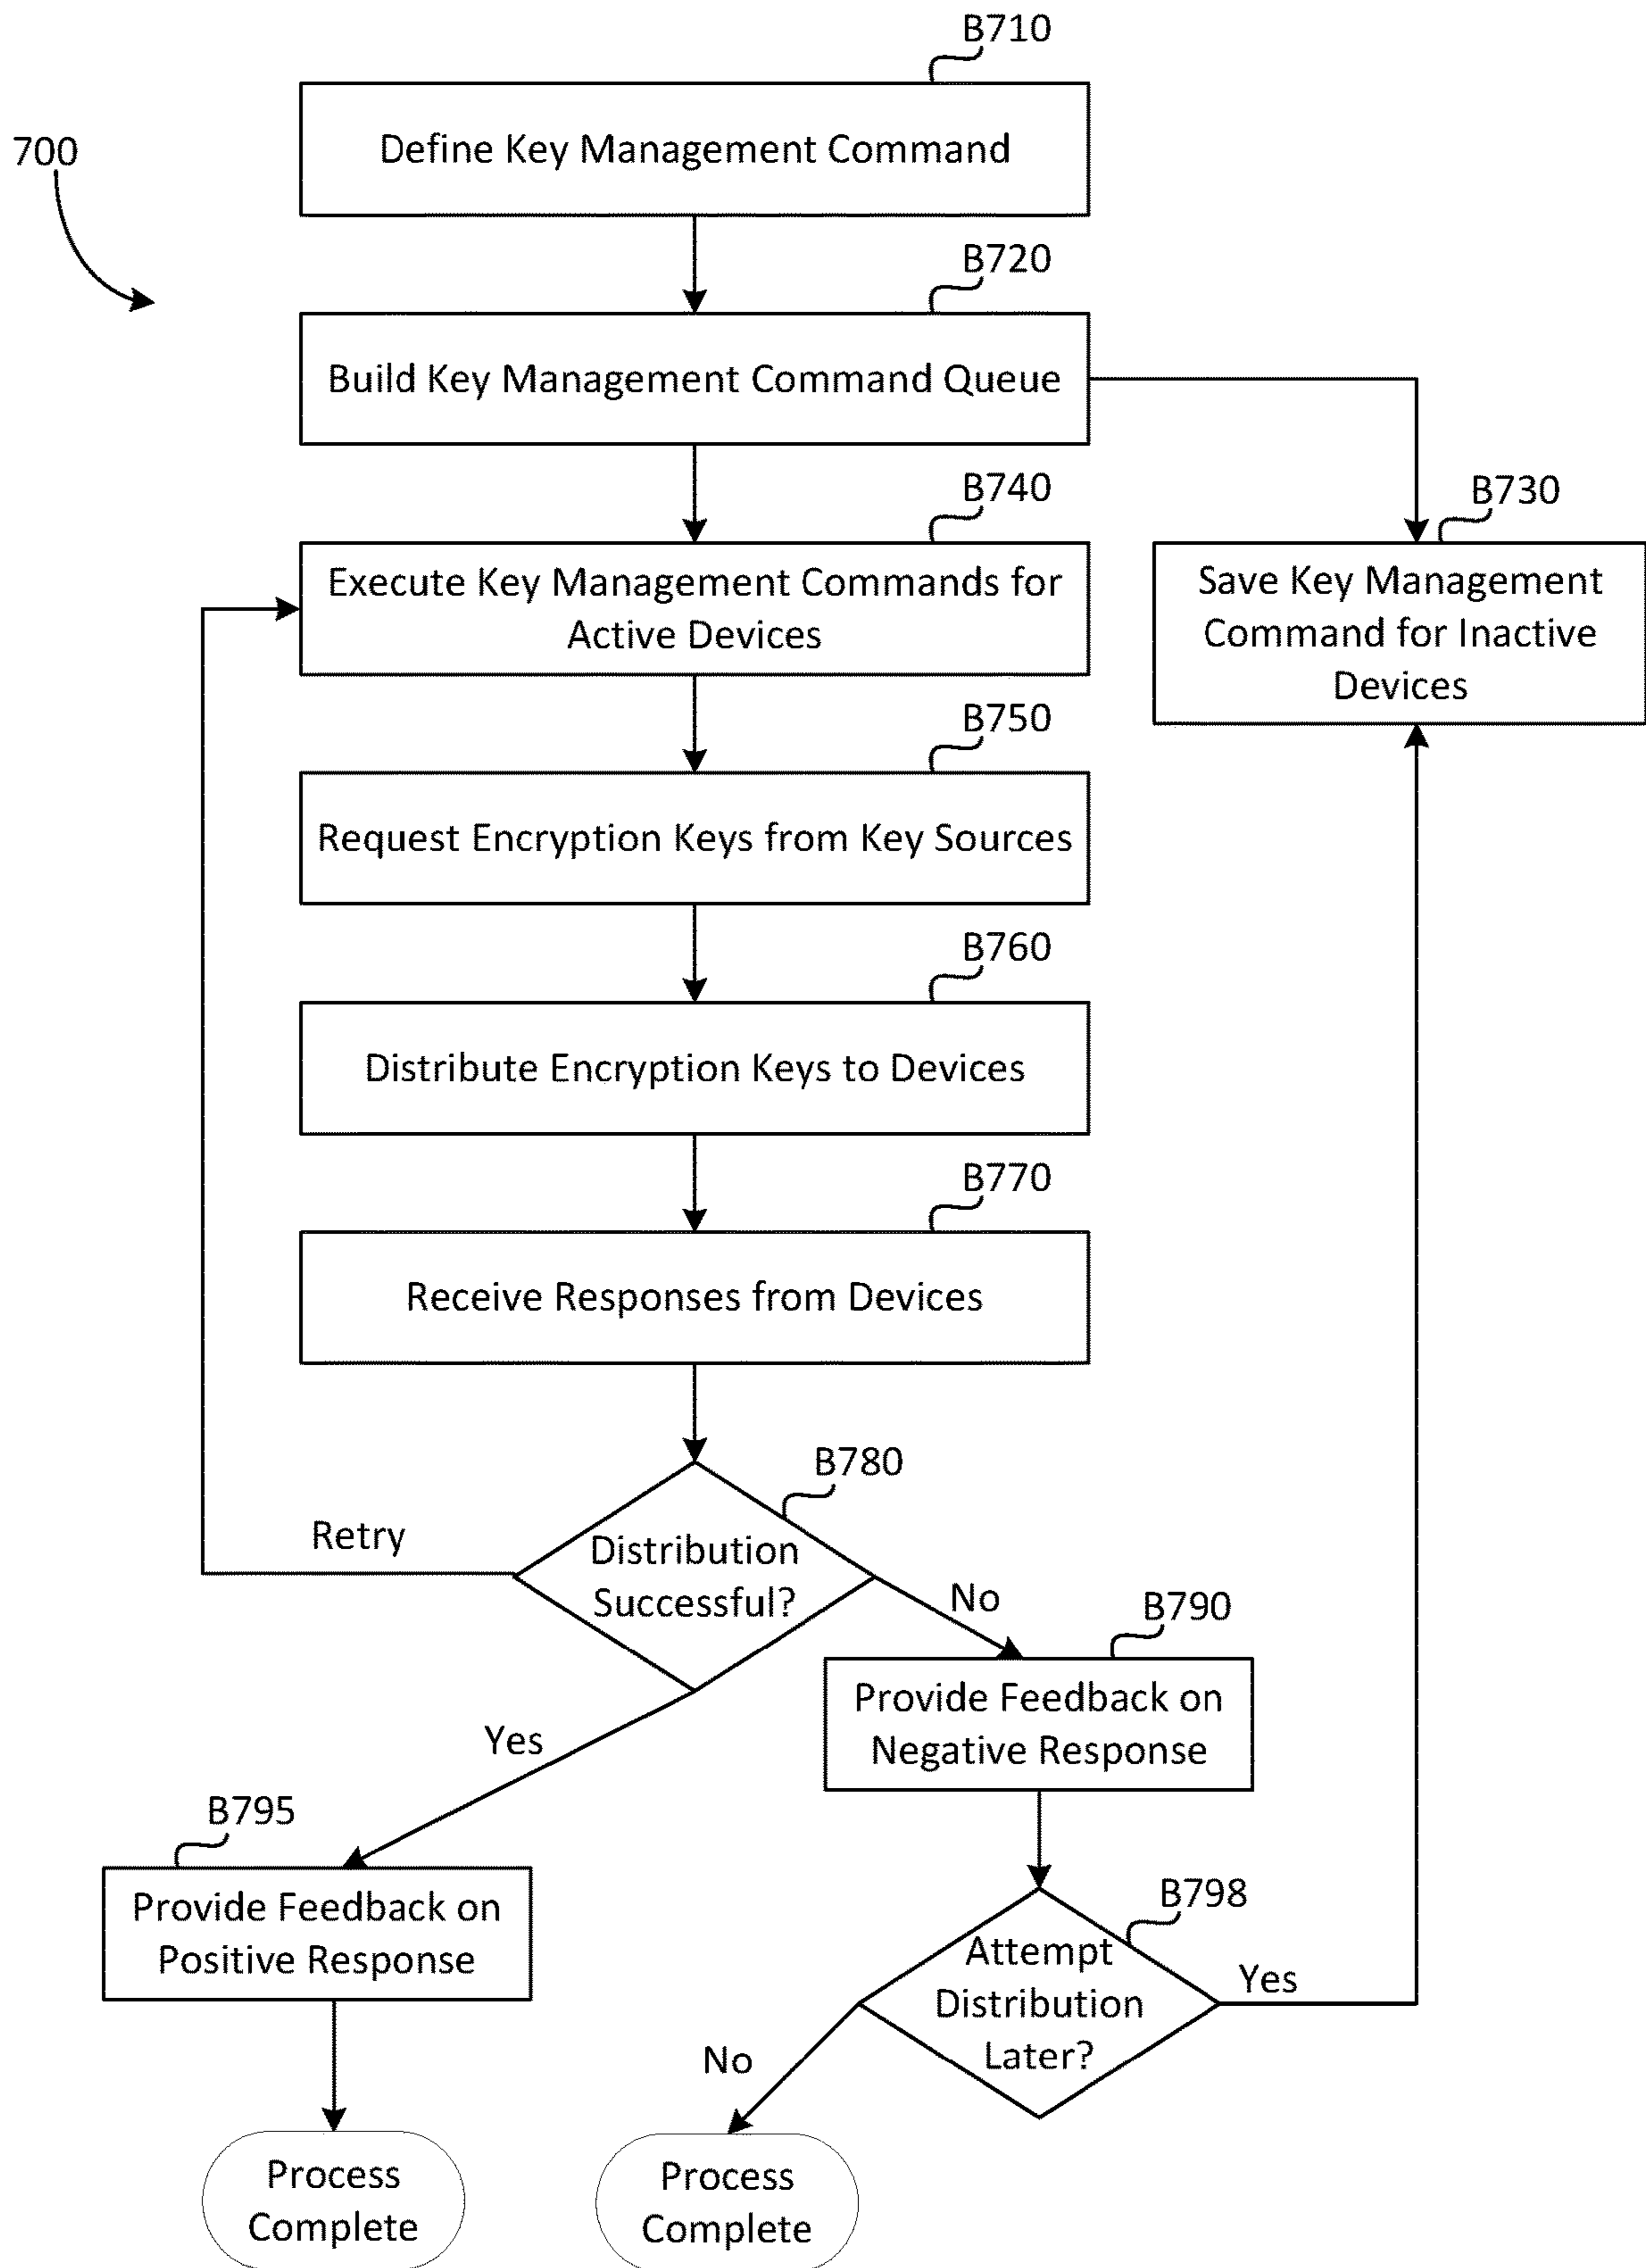 B710
700
Define Key Management Command
B720
Build Key Management Command Queue
B740
B730
Execute Key Management Commands for
Active Devices
Save Key Management
Command for Inactive
Devices
B750
Request Encryption Keys from Key Sources
B760
Distribute Encryption Keys to Devices
B770
Receive Responses from Devices
B780
Retry
Distribution
Successful?
No
B790
Provide Feedback on
Negative Response
Yes
B795
Provide Feedback on
Positive Response
B798
Attempt
Distribution
Later?
Yes
No
Process
Complete
Process
Complete